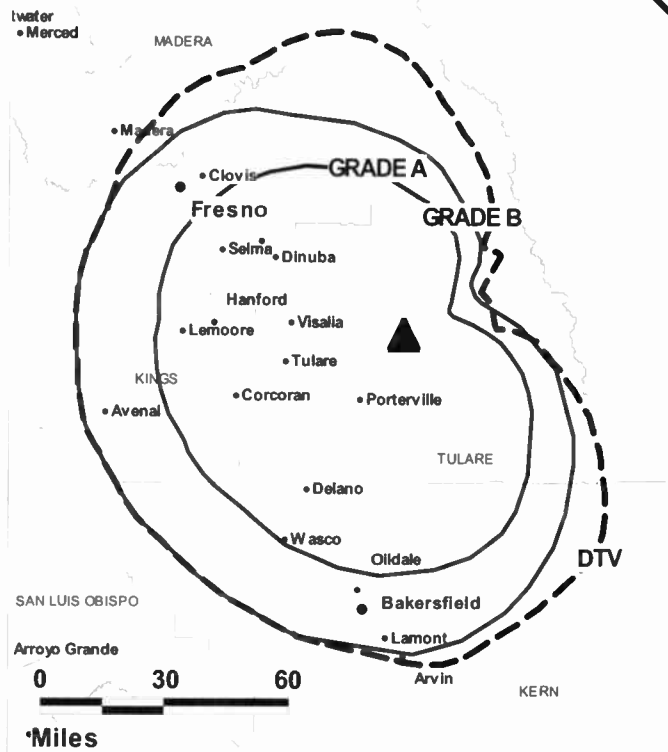 twater
Merced
MADERA
Madera
Clovis
GRADE A
Fresno
GRADE B
Selma
Dinuba
Hanford
Lemoore
Visalia
Tulare
KINGS
Corcoran
Porterville
Avenal
TULARE
Delano
Wasco
Oildale
DTV
SAN LUIS OBISPO
Bakersfield
Lamont
Arroyo Grande
Arvin
KERN
0 30 60
Miles